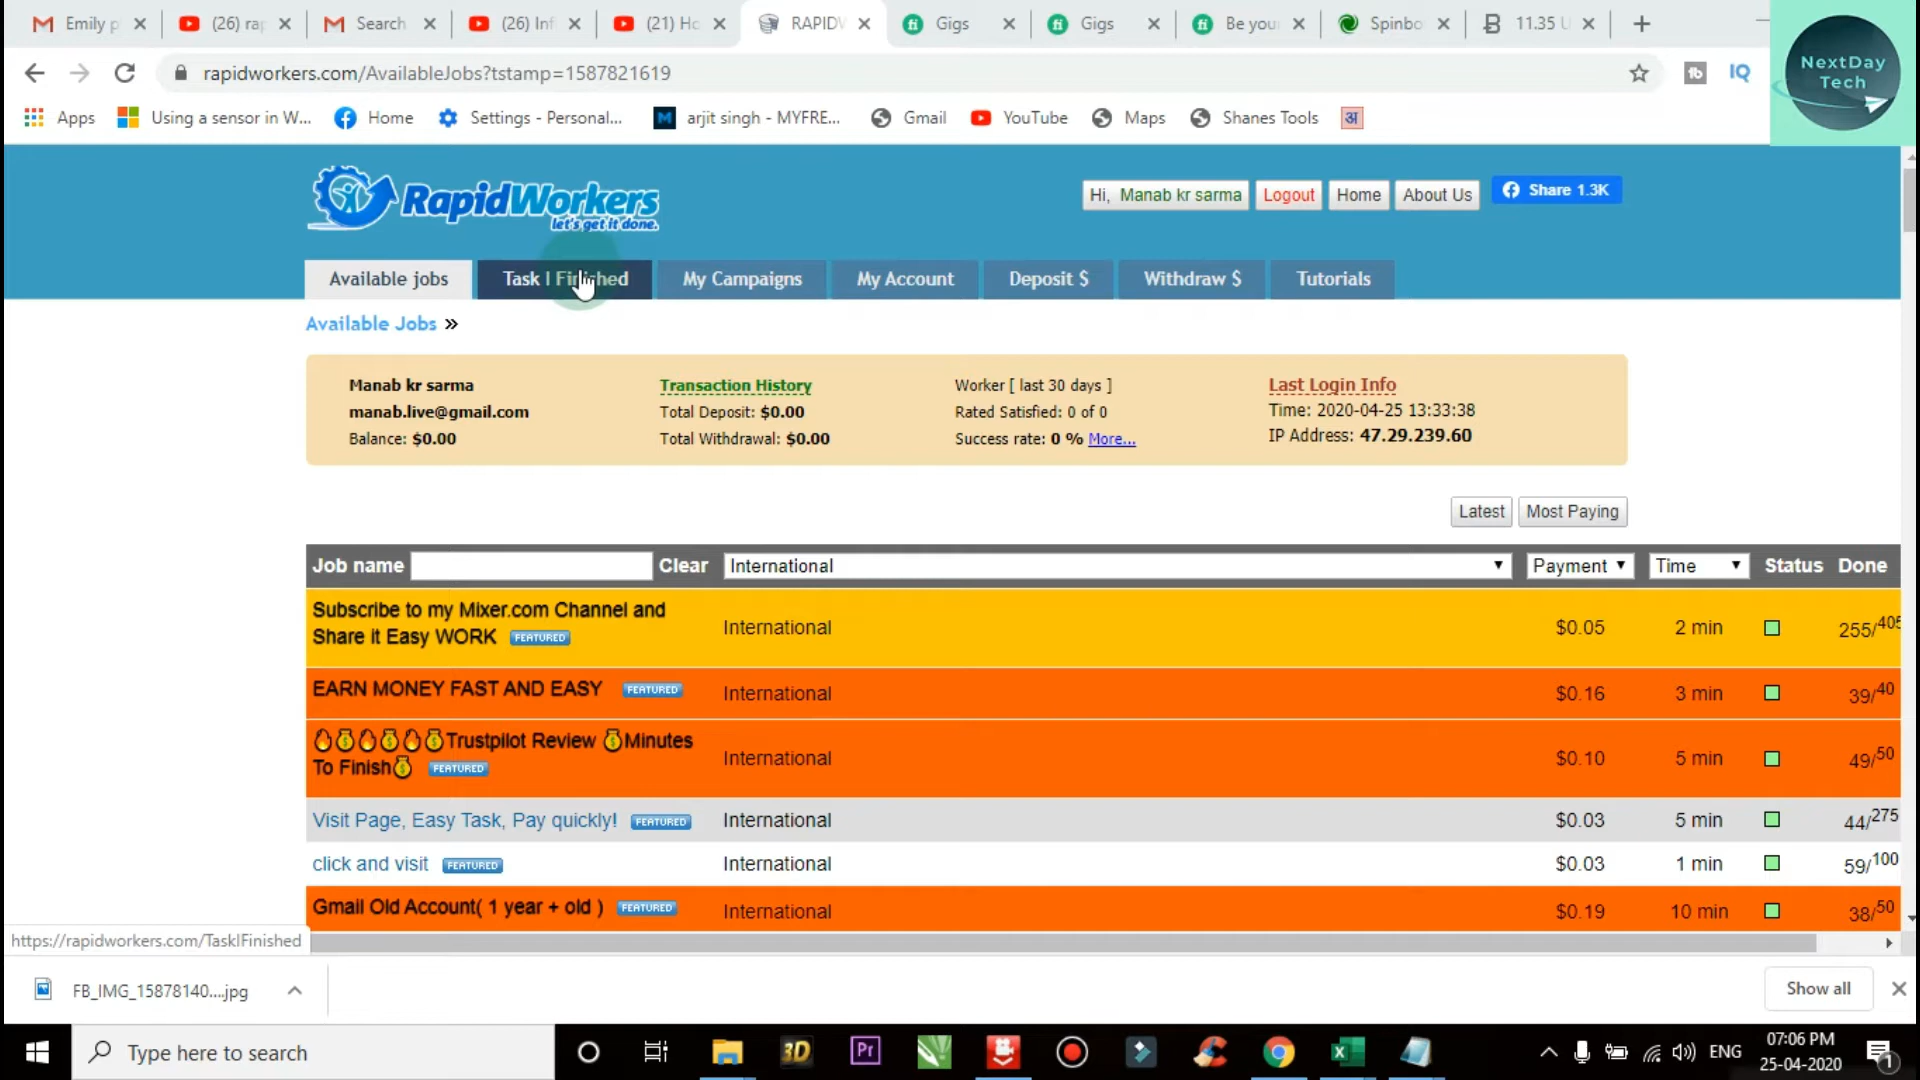 Emily p
(26) rap
Search
(26) Inf
(21) Ho
RAPIDW
Gigs
Gigs
Be you
Spinbo
11.35 U
rapidworkers.com/AvailableJobs?tstamp=1587821619
IQ
NextDay
Tech
Apps
Using a sensor in W...
Home
Settings - Personal...
arjit singh - MYFRE...
Gmail
YouTube
Maps
Shanes Tools
अ
RapidWorkers
let's get it done.
Hi, Manab kr sarma
Logout
Home
About Us
Share 1.3K
Available jobs
Task I Finished
My Campaigns
My Account
Deposit $
Withdraw $
Tutorials
Available Jobs »
Manab kr sarma
manab.live@gmail.com
Balance: $0.00
Transaction History
Total Deposit: $0.00
Total Withdrawal: $0.00
Worker [ last 30 days ]
Rated Satisfied: 0 of 0
Success rate: 0 % More...
Last Login Info
Time: 2020-04-25 13:33:38
IP Address: 47.29.239.60
Latest
Most Paying
Job name Clear International Payment Time Status Done
Subscribe to my Mixer.com Channel and
Share it Easy WORK FEATURED
International $0.05 2 min 255/405
EARN MONEY FAST AND EASY FEATURED International $0.16 3 min 39/40
🔥💰🔥💰🔥💰Trustpilot Review 💰Minutes
To Finish💰 FEATURED
International $0.10 5 min 49/50
Visit Page, Easy Task, Pay quickly! FEATURED International $0.03 5 min 44/275
click and visit FEATURED International $0.03 1 min 59/100
Gmail Old Account( 1 year + old ) FEATURED International $0.19 10 min 38/50
https://rapidworkers.com/TaskIFinished
FB_IMG_15878140....jpg
Show all
Type here to search
3D
Pr
ENG
07:06 PM
25-04-2020
1